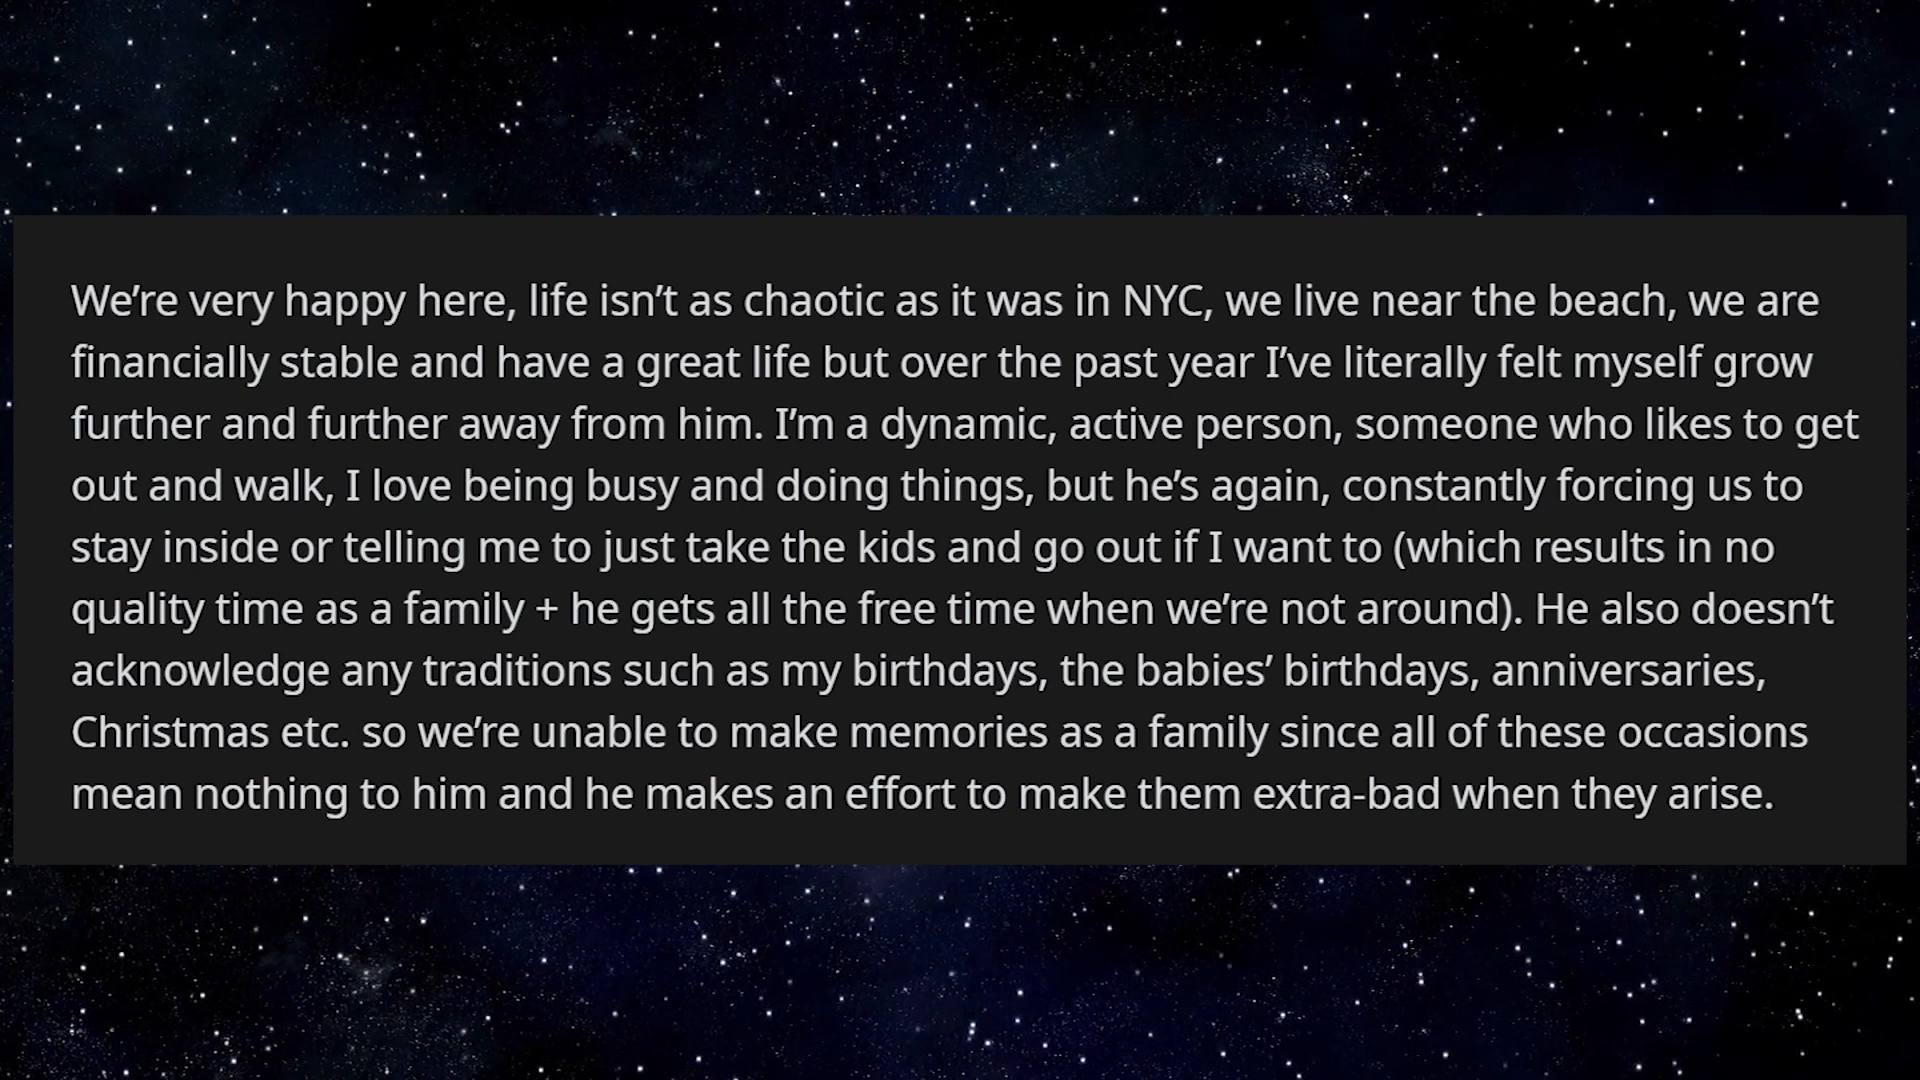 We’re very happy here, life isn’t as chaotic as it was in NYC, we live near the beach, we are
financially stable and have a great life but over the past year I’ve literally felt myself grow
further and further away from him. I’m a dynamic, active person, someone who likes to get
out and walk, I love being busy and doing things, but he’s again, constantly forcing us to
stay inside or telling me to just take the kids and go out if I want to (which results in no
quality time as a family + he gets all the free time when we’re not around). He also doesn’t
acknowledge any traditions such as my birthdays, the babies’ birthdays, anniversaries,
Christmas etc. so we’re unable to make memories as a family since all of these occasions
mean nothing to him and he makes an effort to make them extra-bad when they arise.